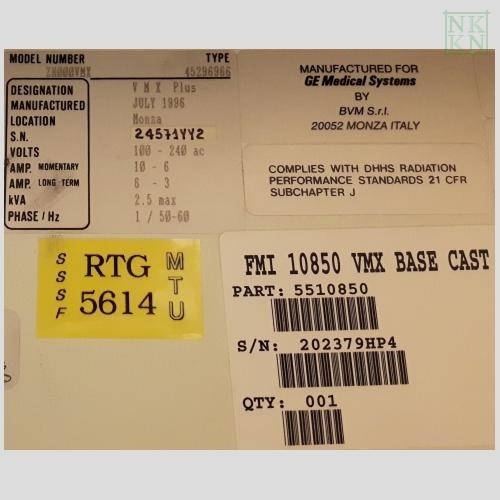 NK
KN
MODEL NUMBER TYPE
ZN000VMX 45296966
DESIGNATION V M X Plus
MANUFACTURED JULY 1996
LOCATION Monza
S.N. 24571YY2
VOLTS 100 - 240 ac
AMP. MOMENTARY 10 - 6
AMP. LONG TERM 6 - 3
kVA 2.5 max
PHASE / Hz 1 / 50-60
MANUFACTURED FOR
GE Medical Systems
BY
BVM S.r.l.
20052 MONZA ITALY
COMPLIES WITH DHHS RADIATION
PERFORMANCE STANDARDS 21 CFR
SUBCHAPTER J
SSSF
RTG
5614
MTU
FMI 10850 VMX BASE CAST
PART: 5510850
S/N: 202379HP4
QTY: 001